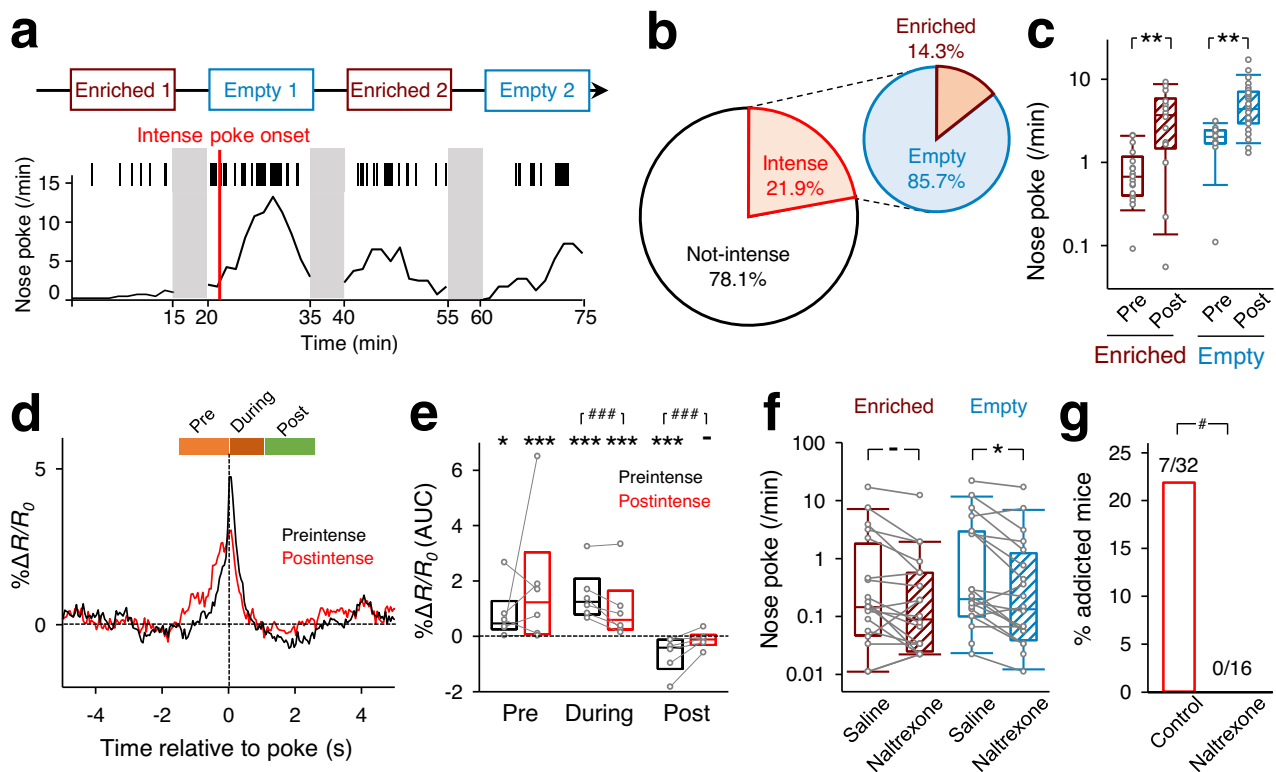 a
Enriched 1
Empty 1
Enriched 2
Empty 2
Intense poke onset
Nose poke (/min)
15
10
5
0
15
20
35
40
55
60
75
Time (min)
b
Enriched
14.3%
Intense
21.9%
Empty
85.7%
Not-intense
78.1%
c
**
**
Nose poke (/min)
10
1
0.1
Pre
Post
Pre
Post
Enriched
Empty
d
Pre
During
Post
%ΔR/R0
5
0
Preintense
Postintense
-4
-2
0
2
4
Time relative to poke (s)
e
###
###
*
***
***
***
***
-
%ΔR/R0 (AUC)
6
4
2
0
-2
Preintense
Postintense
Pre
During
Post
f
Enriched
Empty
Nose poke (/min)
100
10
1
0.1
0.01
-
*
Saline
Naltrexone
Saline
Naltrexone
g
#
% addicted mice
25
20
15
10
5
0
7/32
0/16
Control
Naltrexone